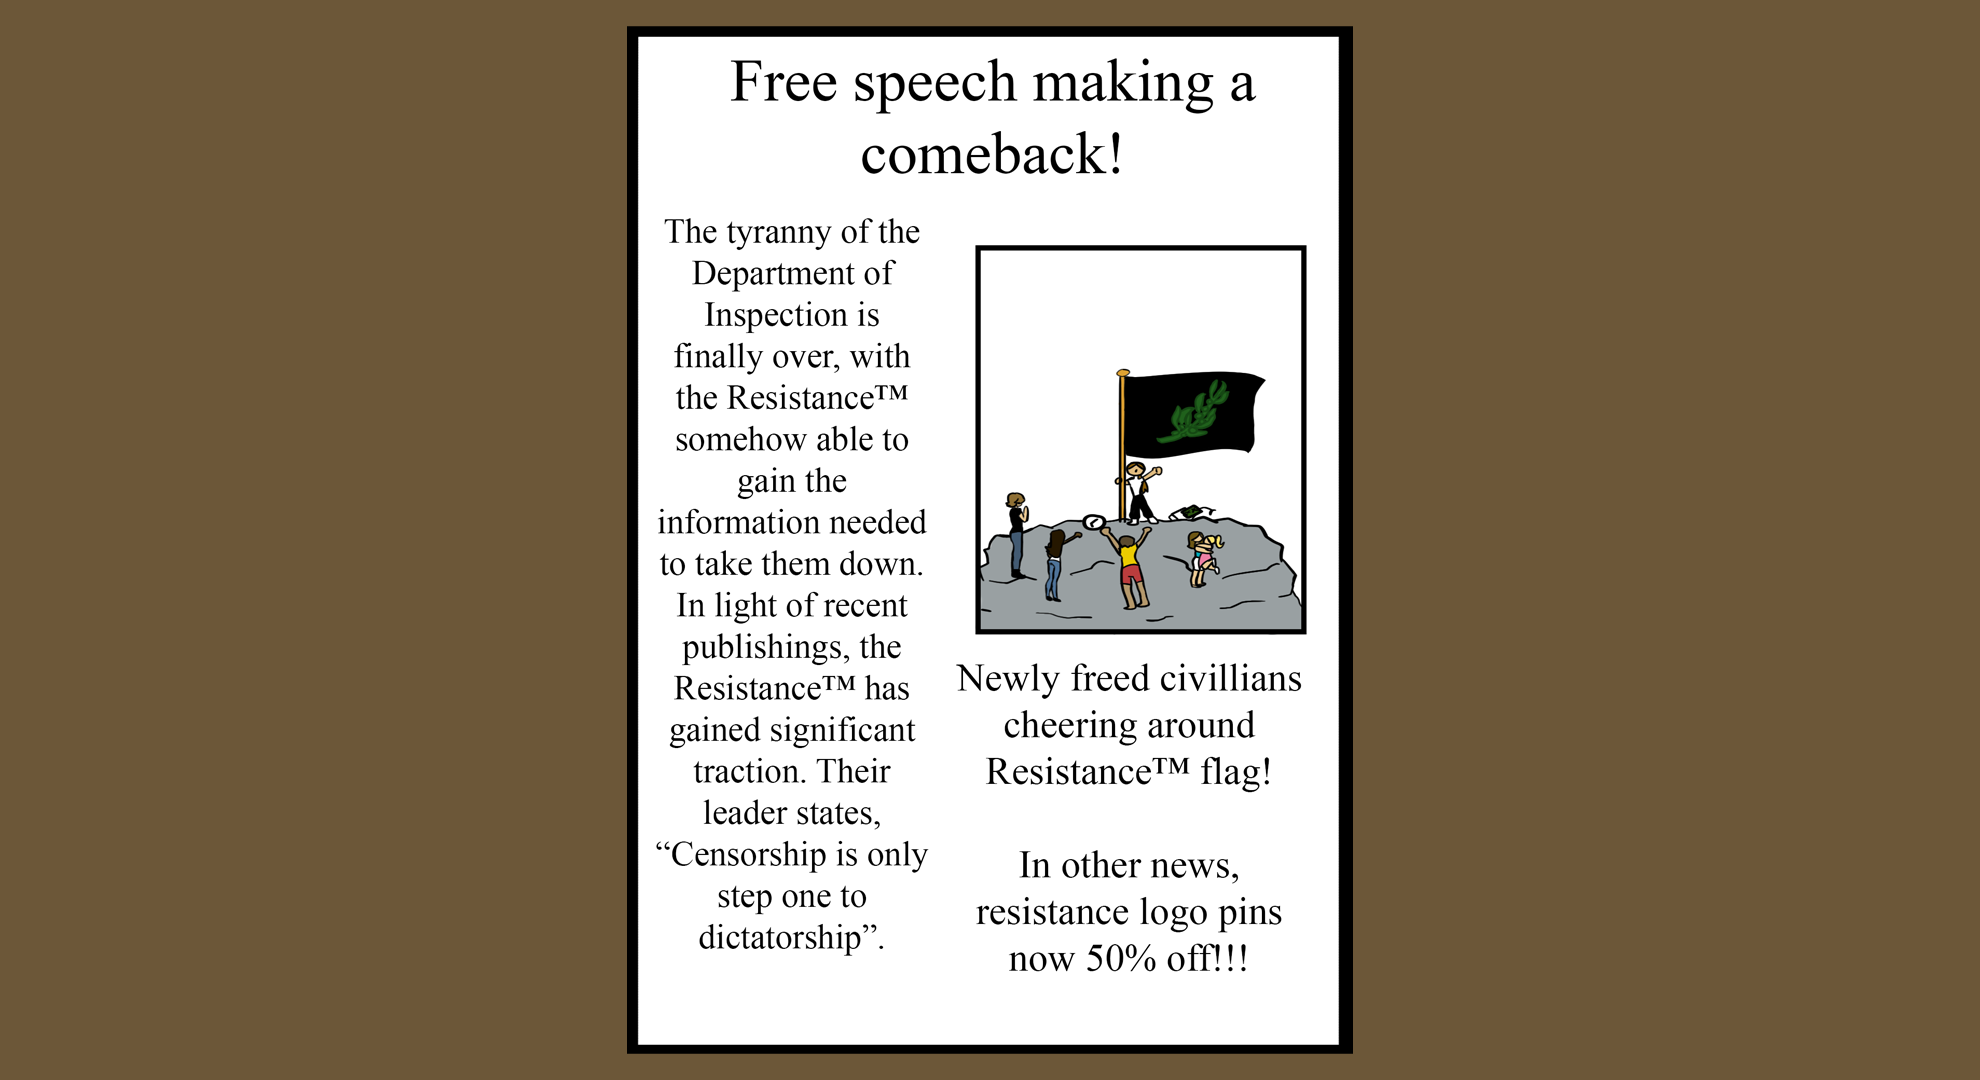 Free speech making a
comeback!
The tyranny of the
Department of
Inspection is
finally over, with
the Resistance™
somehow able to
gain the
information needed
to take them down.
In light of recent
publishings, the
Resistance™ has
gained significant
traction. Their
leader states,
“Censorship is only
step one to
dictatorship”.
Newly freed civillians
cheering around
Resistance™ flag!
In other news,
resistance logo pins
now 50% off!!!